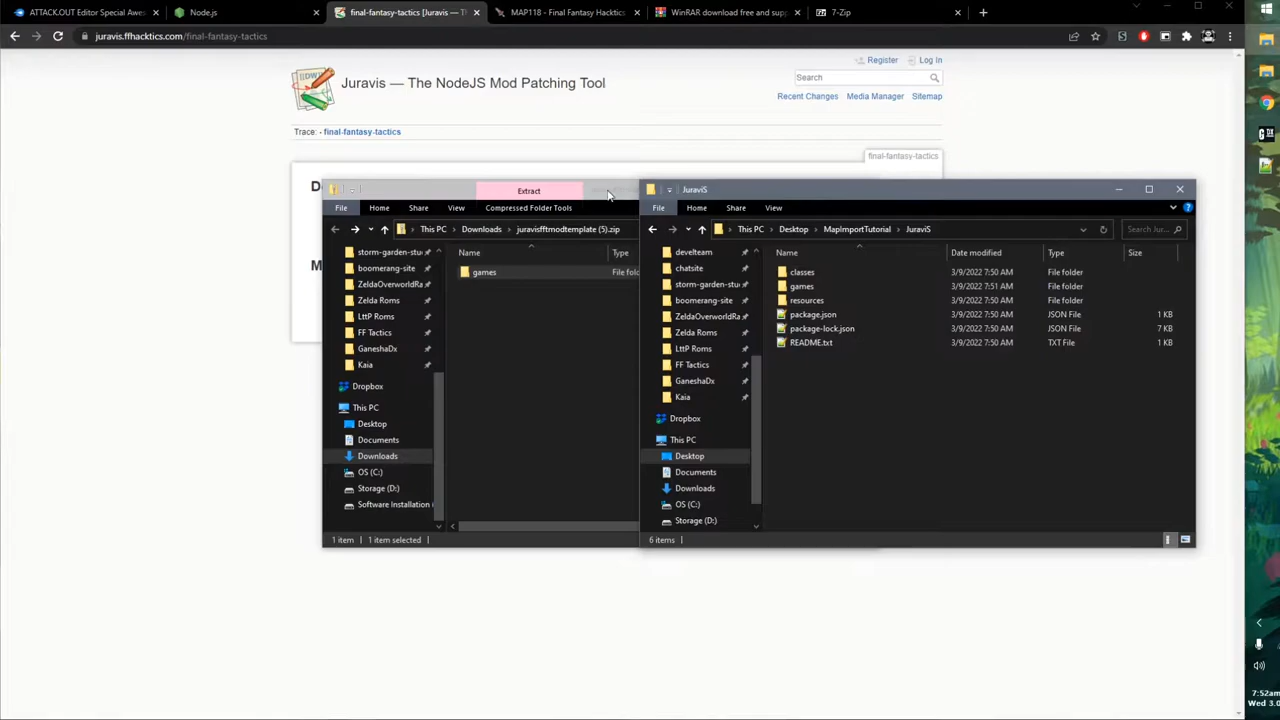 ATTACK.OUT Editor Special Awes
Node.js
final-fantasy-tactics [Juravis — T
MAP118 - Final Fantasy Hacktics
WinRAR download free and supp
7-Zip
juravis.ffhacktics.com/final-fantasy-tactics
Juravis — The NodeJS Mod Patching Tool
Register
Log In
Search
Recent Changes
Media Manager
Sitemap
Trace: • final-fantasy-tactics
final-fantasy-tactics
D
M
Extract
File
Home
Share
View
Compressed Folder Tools
This PC
Downloads
juravisfftmodtemplate (5).zip
Name
Type
games
File folc
storm-garden-stu
boomerang-site
ZeldaOverworldRa
Zelda Roms
LttP Roms
FF Tactics
GaneshaDx
Kaia
Dropbox
This PC
Desktop
Documents
Downloads
OS (C:)
Storage (D:)
Software Installation
1 item
1 item selected
JuraviS
File
Home
Share
View
This PC
Desktop
MapImportTutorial
JuraviS
Search Jur...
Name
Date modified
Type
Size
classes
3/9/2022 7:50 AM
File folder
games
3/9/2022 7:51 AM
File folder
resources
3/9/2022 7:50 AM
File folder
package.json
3/9/2022 7:50 AM
JSON File
1 KB
package-lock.json
3/9/2022 7:50 AM
JSON File
7 KB
README.txt
3/9/2022 7:50 AM
TXT File
1 KB
develteam
chatsite
storm-garden-stu
boomerang-site
ZeldaOverworldRa
Zelda Roms
LttP Roms
FF Tactics
GaneshaDx
Kaia
Dropbox
This PC
Desktop
Documents
Downloads
OS (C:)
Storage (D:)
6 items
7:52am
Wed 3.0